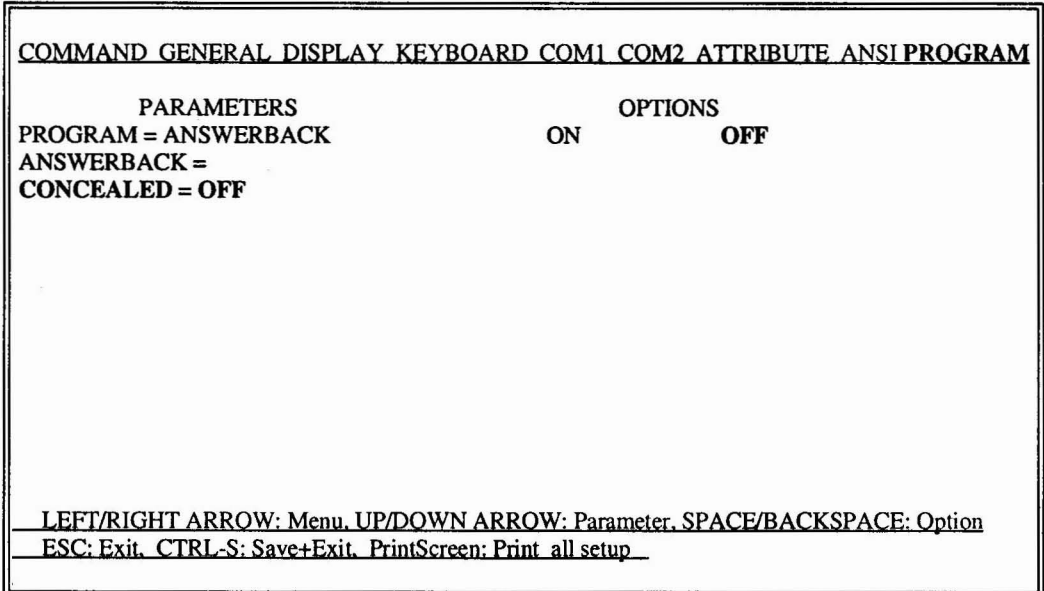 COMMAND GENERAL DISPLAY KEYBOARD COM1 COM2 ATTRIBUTE ANSI PROGRAM
PARAMETERS OPTIONS
PROGRAM = ANSWERBACK ON OFF
ANSWERBACK =
CONCEALED = OFF
LEFT/RIGHT ARROW: Menu, UP/DOWN ARROW: Parameter, SPACE/BACKSPACE: Option
ESC: Exit, CTRL-S: Save+Exit, PrintScreen: Print all setup